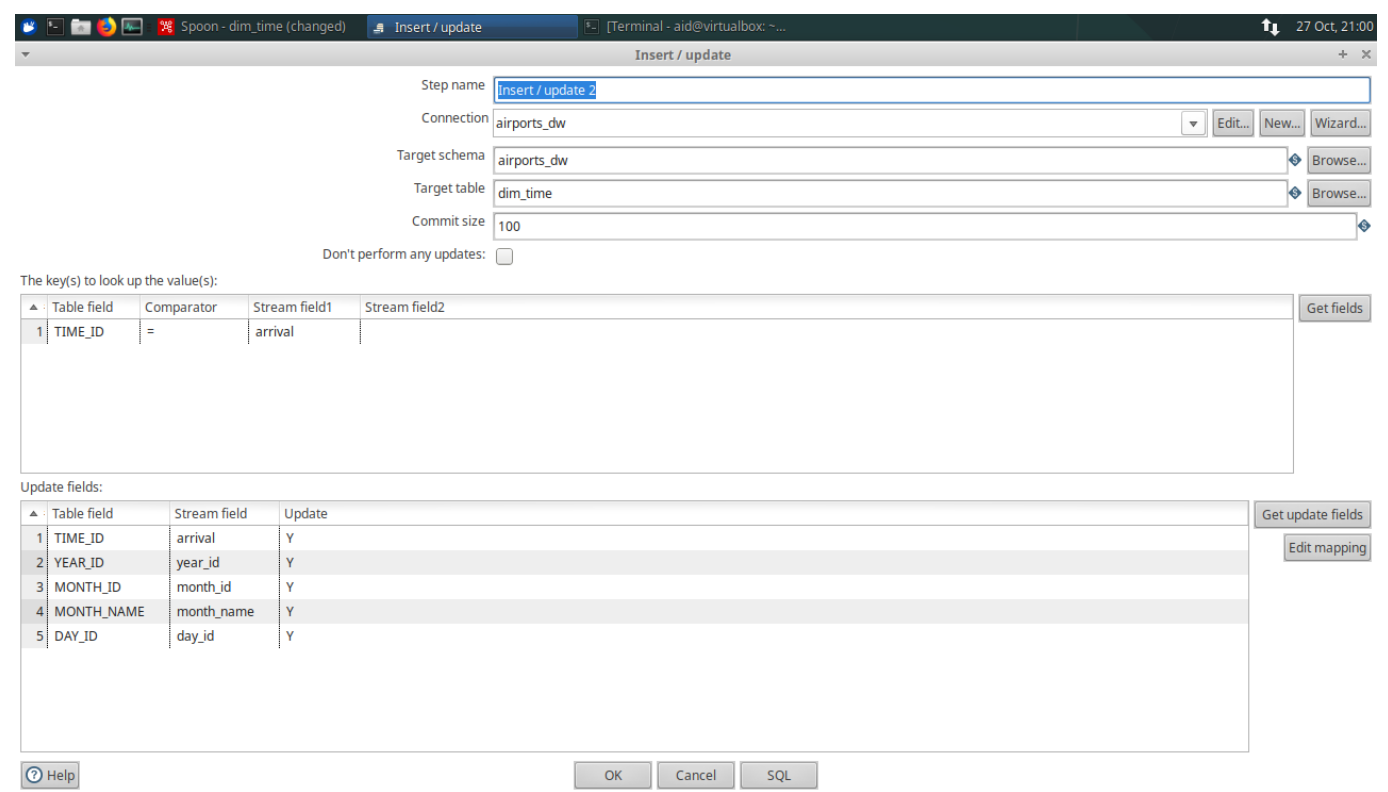 Spoon - dim_time (changed) Insert / update [Terminal - aid@virtualbox: ~... 27 Oct, 21:00
Insert / update
Step name Insert / update 2
Connection airports_dw Edit... New... Wizard...
Target schema airports_dw Browse...
Target table dim_time Browse...
Commit size 100
Don't perform any updates:
The key(s) to look up the value(s):
Table field Comparator Stream field1 Stream field2 Get fields
1 TIME_ID = arrival
Update fields:
Table field Stream field Update Get update fields
1 TIME_ID arrival Y
Edit mapping
2 YEAR_ID year_id Y
3 MONTH_ID month_id Y
4 MONTH_NAME month_name Y
5 DAY_ID day_id Y
Help OK Cancel SQL